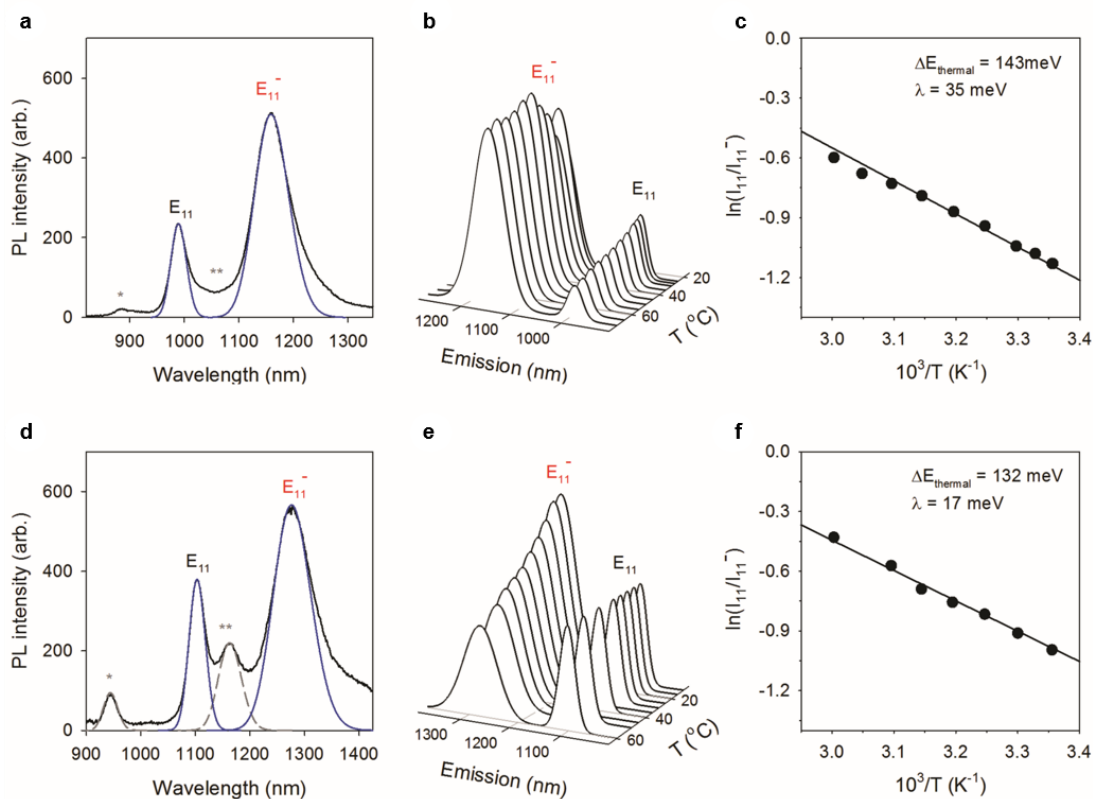 a
PL intensity (arb.)
600
400
200
0
*
E₁₁
**
E₁₁⁻
900 1000 1100 1200 1300
Wavelength (nm)
b
E₁₁⁻
E₁₁
1200 1100 1000
Emission (nm)
20
40
60
T (°C)
c
ln(I₁₁/I₁₁⁻)
0.0
-0.3
-0.6
-0.9
-1.2
ΔE_thermal = 143meV
λ = 35 meV
3.0 3.1 3.2 3.3 3.4
10³/T (K⁻¹)
d
PL intensity (arb.)
600
400
200
0
*
E₁₁
**
E₁₁⁻
900 1000 1100 1200 1300 1400
Wavelength (nm)
e
E₁₁⁻
E₁₁
1300 1200 1100
Emission (nm)
20
40
60
T (°C)
f
ln(I₁₁/I₁₁⁻)
0.0
-0.3
-0.6
-0.9
-1.2
ΔE_thermal = 132 meV
λ = 17 meV
3.0 3.1 3.2 3.3 3.4
10³/T (K⁻¹)